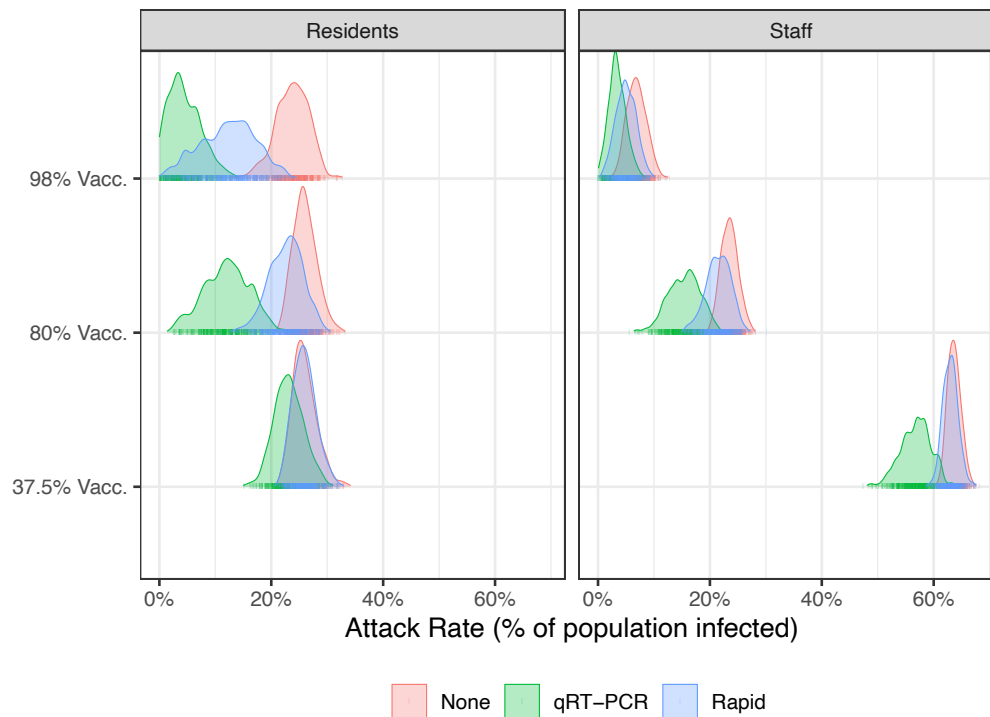 Residents Staff
98% Vacc.
80% Vacc.
37.5% Vacc.
0% 20% 40% 60% 0% 20% 40% 60%
Attack Rate (% of population infected)
None qRT−PCR Rapid